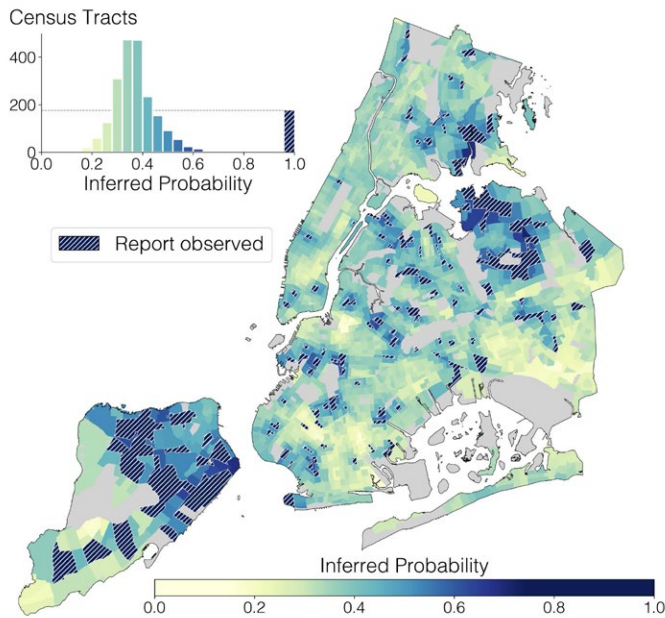 Census Tracts
400
200
0
0.0 0.2 0.4 0.6 0.8 1.0
Inferred Probability
Report observed
Inferred Probability
0.0 0.2 0.4 0.6 0.8 1.0